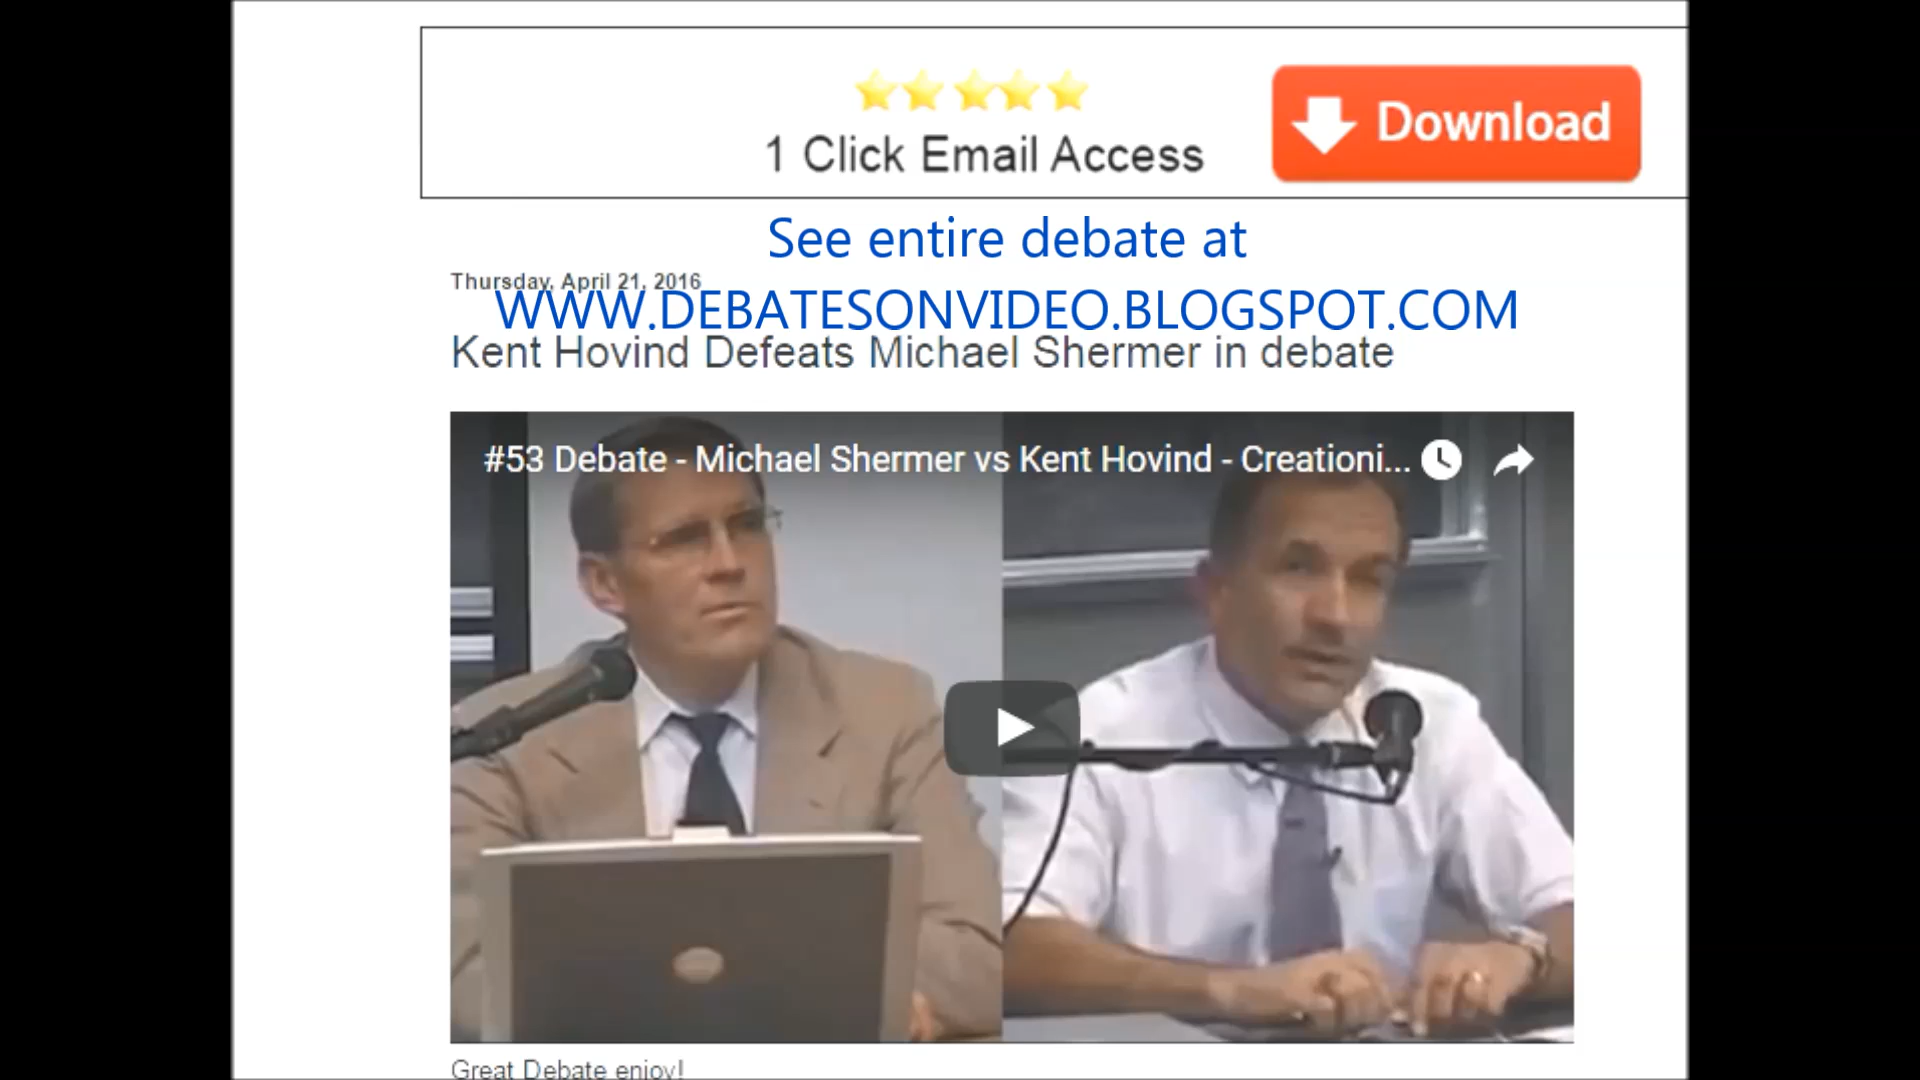 1 Click Email Access
Download
See entire debate at
Thursday, April 21, 2016
WWW.DEBATESONVIDEO.BLOGSPOT.COM
Kent Hovind Defeats Michael Shermer in debate
#53 Debate - Michael Shermer vs Kent Hovind - Creationi...
Great Debate enjoy!